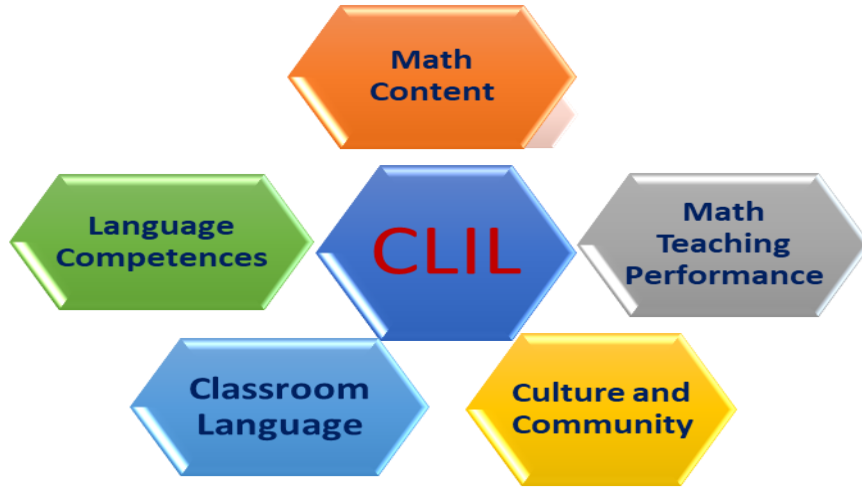 Math
Content
Language
Competences
CLIL
Math
Teaching
Performance
Classroom
Language
Culture and
Community